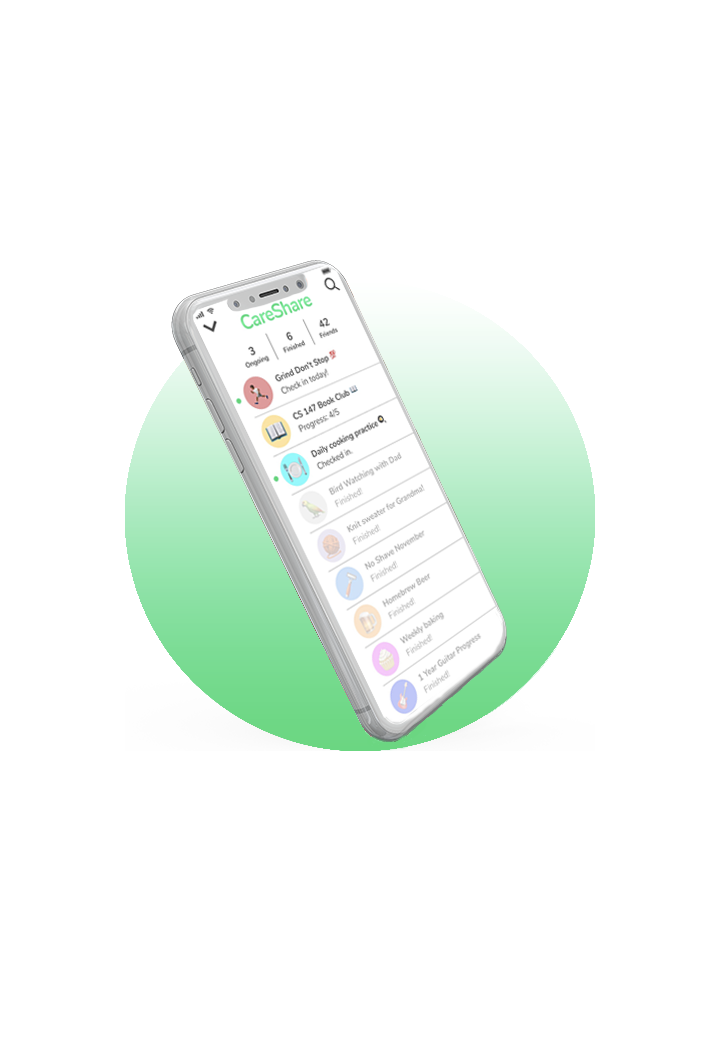 CareShare
3 6 42
Ongoing Finished Friends
Grind Don't Stop 💯
Check in today!
CS 147 Book Club 📖
Progress: 4/5
Daily cooking practice 🍳
Checked in.
Bird Watching with Dad
Finished!
Knit sweater for Grandma!
Finished!
No Shave November
Finished!
Homebrew Beer
Finished!
Weekly baking
Finished!
1 Year Guitar Progress
Finished!